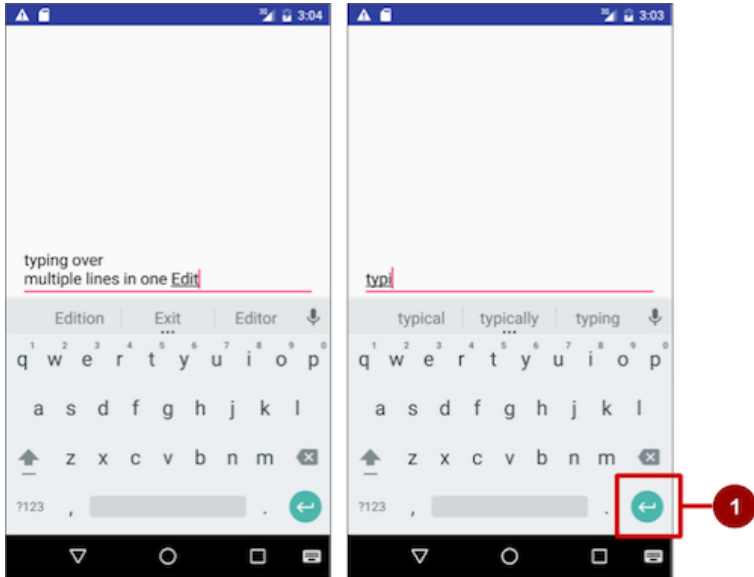 3G 3:04
typing over
multiple lines in one Edit
Edition Exit Editor
1 2 3 4 5 6 7 8 9 0
q w e r t y u i o p
a s d f g h j k l
z x c v b n m
?123 , .
3G 3:03
typi
typical typically typing
1 2 3 4 5 6 7 8 9 0
q w e r t y u i o p
a s d f g h j k l
z x c v b n m
?123 , .
1